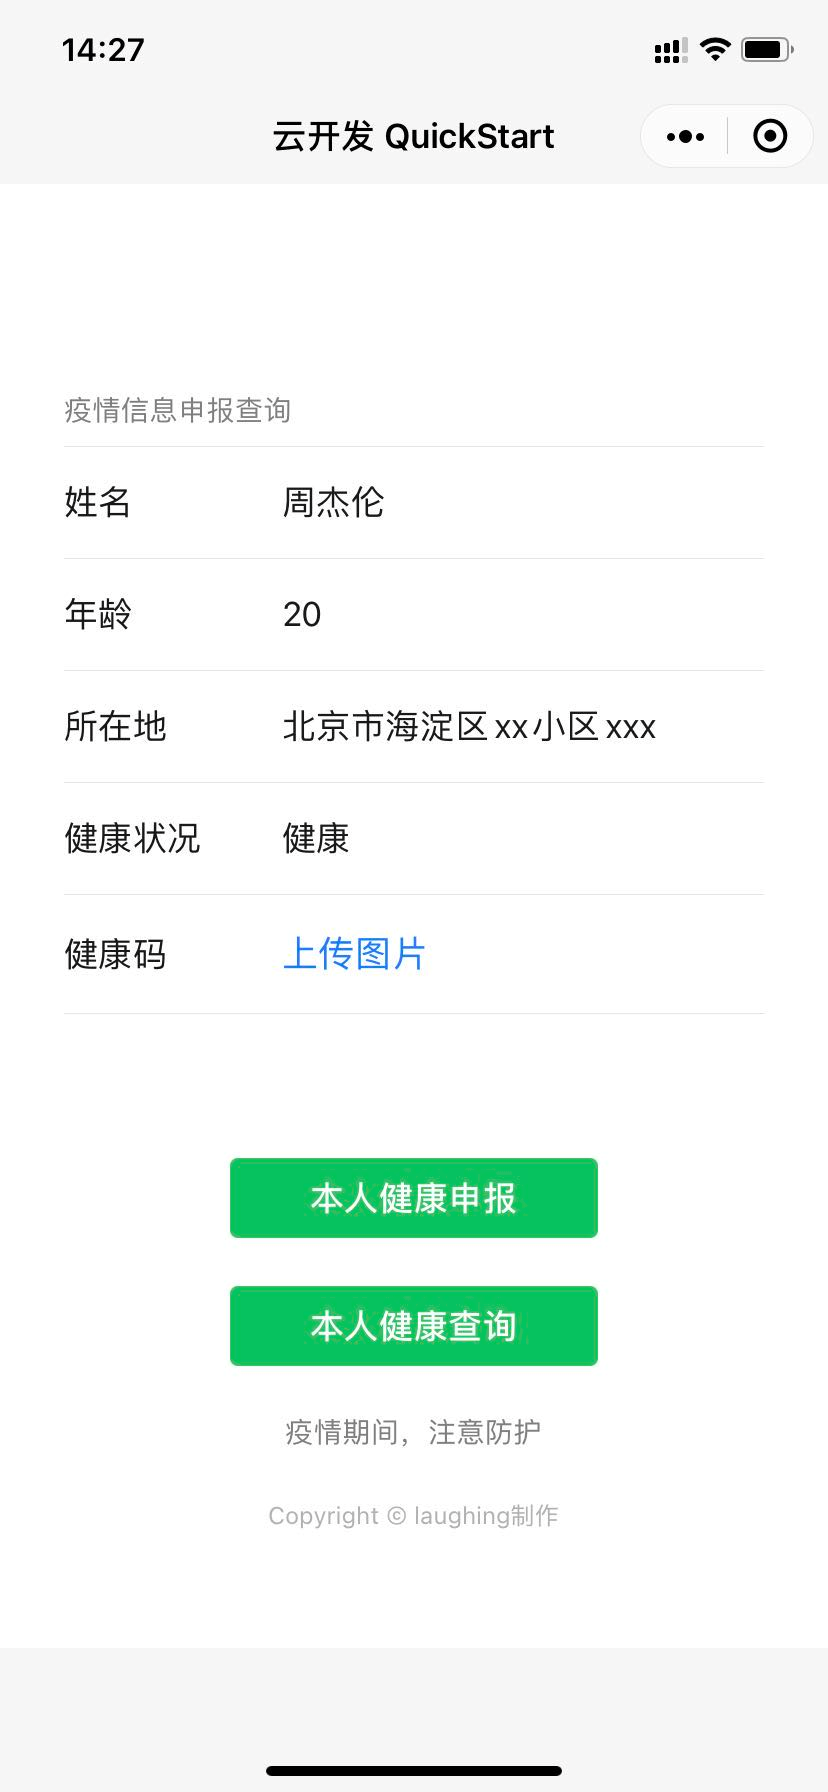 14:27
云开发 QuickStart
疫情信息申报查询
姓名 周杰伦
年龄 20
所在地 北京市海淀区xx小区xxx
健康状况 健康
健康码 上传图片
本人健康申报
本人健康查询
疫情期间，注意防护
Copyright © laughing制作